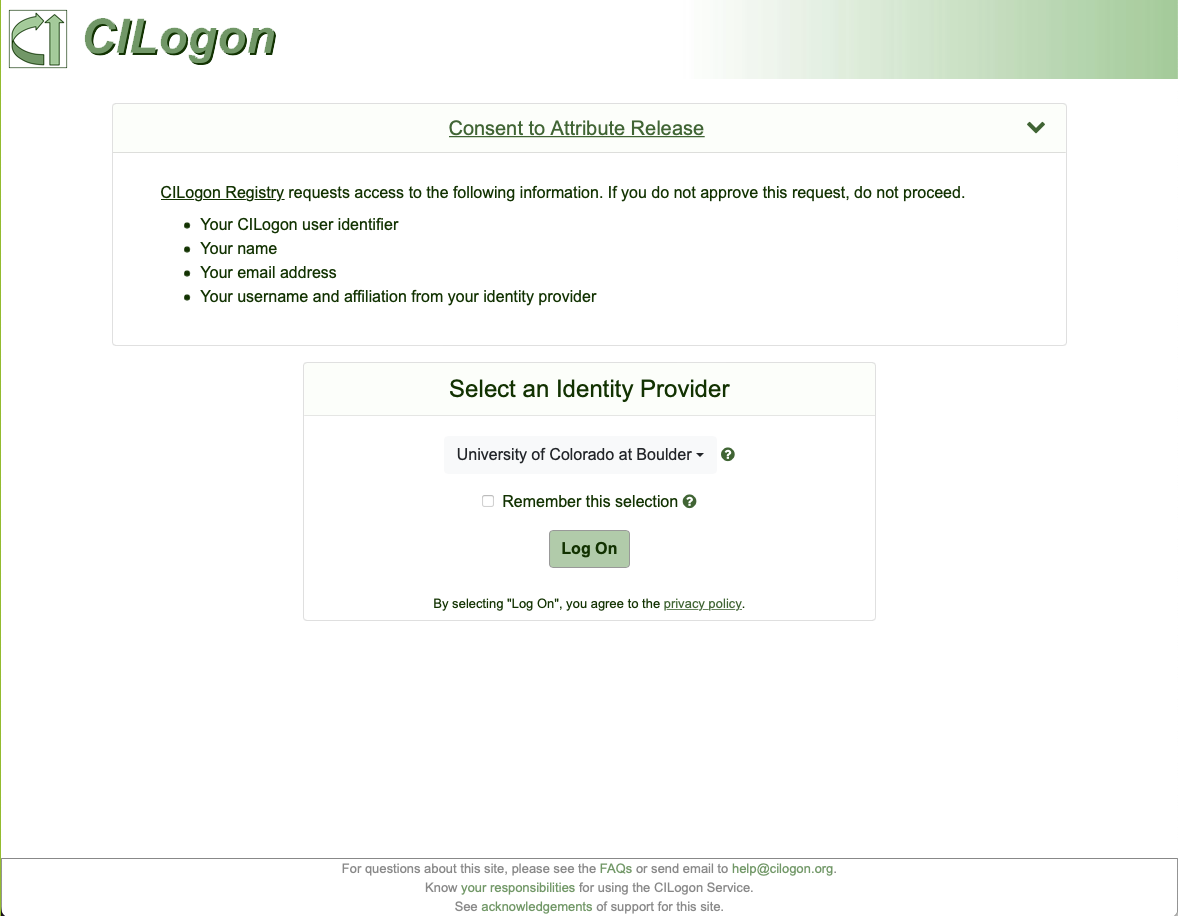 CILogon
Consent to Attribute Release
CILogon Registry requests access to the following information. If you do not approve this request, do not proceed.
Your CILogon user identifier
Your name
Your email address
Your username and affiliation from your identity provider
Select an Identity Provider
University of Colorado at Boulder
Remember this selection
Log On
By selecting "Log On", you agree to the privacy policy.
For questions about this site, please see the FAQs or send email to help@cilogon.org.
Know your responsibilities for using the CILogon Service.
See acknowledgements of support for this site.